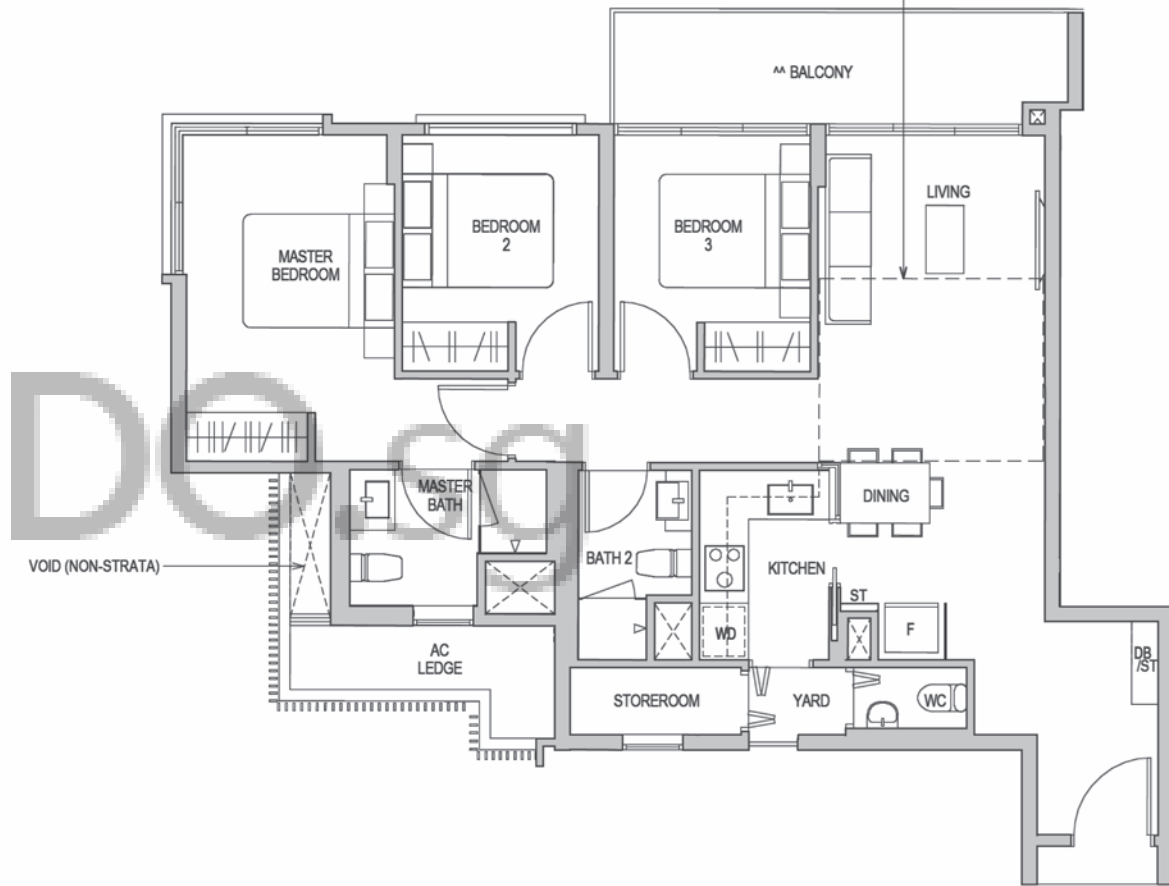 ^^ BALCONY
LIVING
BEDROOM
2
BEDROOM
3
MASTER
BEDROOM
DO.sg
MASTER
BATH
DINING
BATH 2
VOID (NON-STRATA)
KITCHEN
ST
WD
F
AC
LEDGE
DB
/ST
STOREROOM
YARD
WC